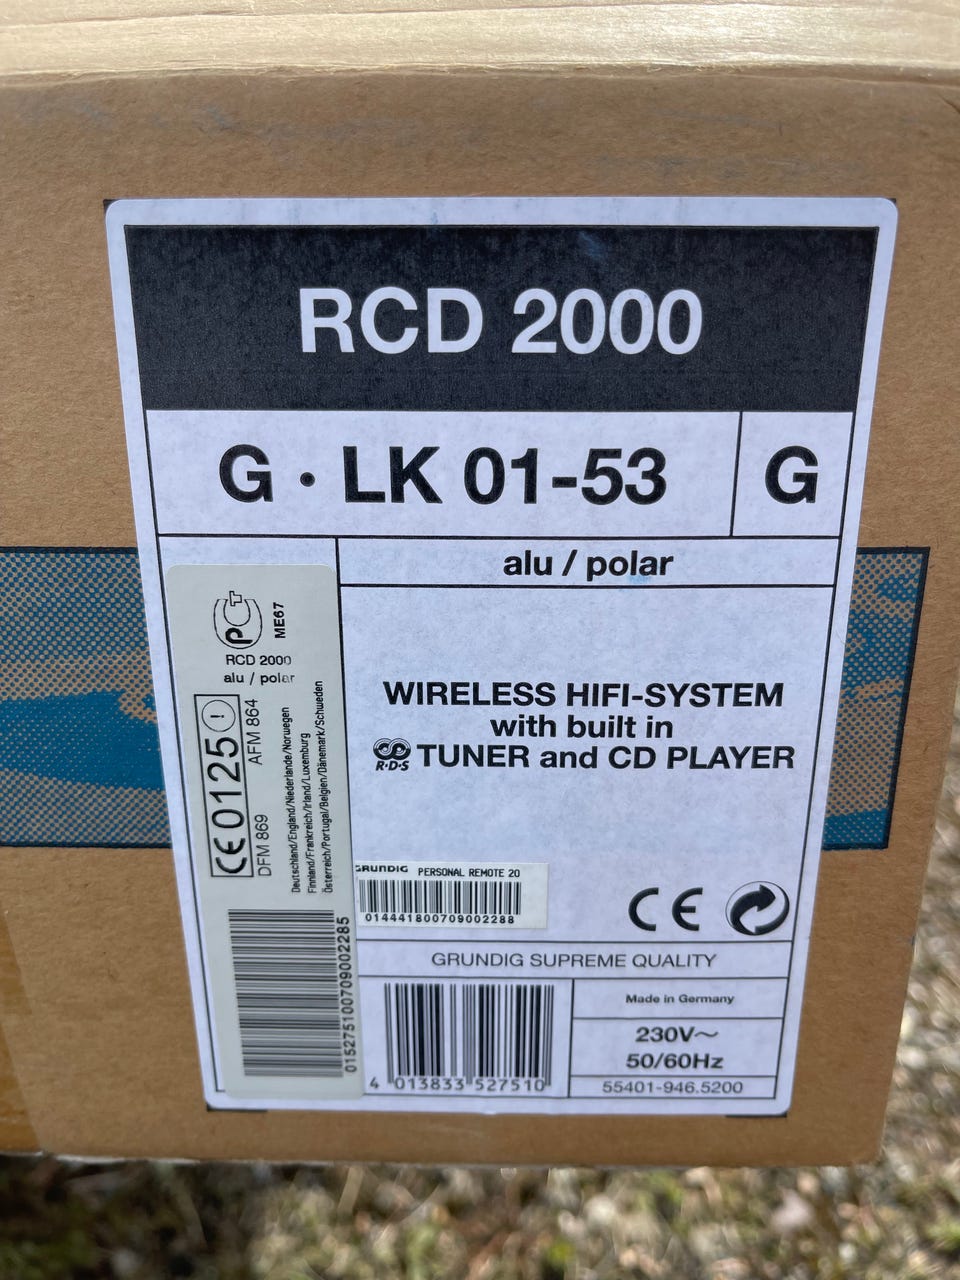 RCD 2000
G · LK 01-53
G
alu / polar
PCT
ME67
RCD 2000
alu / polar
CE 0125
DFM 869
AFM 864
Deutschland/England/Niederlande/Norwegen
Finnland/Frankreich/Irland/Luxemburg
Österreich/Portugal/Belgien/Dänemark/Schweden
015275100709002285
WIRELESS HIFI-SYSTEM
with built in
R·D·S TUNER and CD PLAYER
GRUNDIG PERSONAL REMOTE 20
014441800709002288
CE
GRUNDIG SUPREME QUALITY
4 013833 527510
Made in Germany
230V~
50/60Hz
55401-946.5200